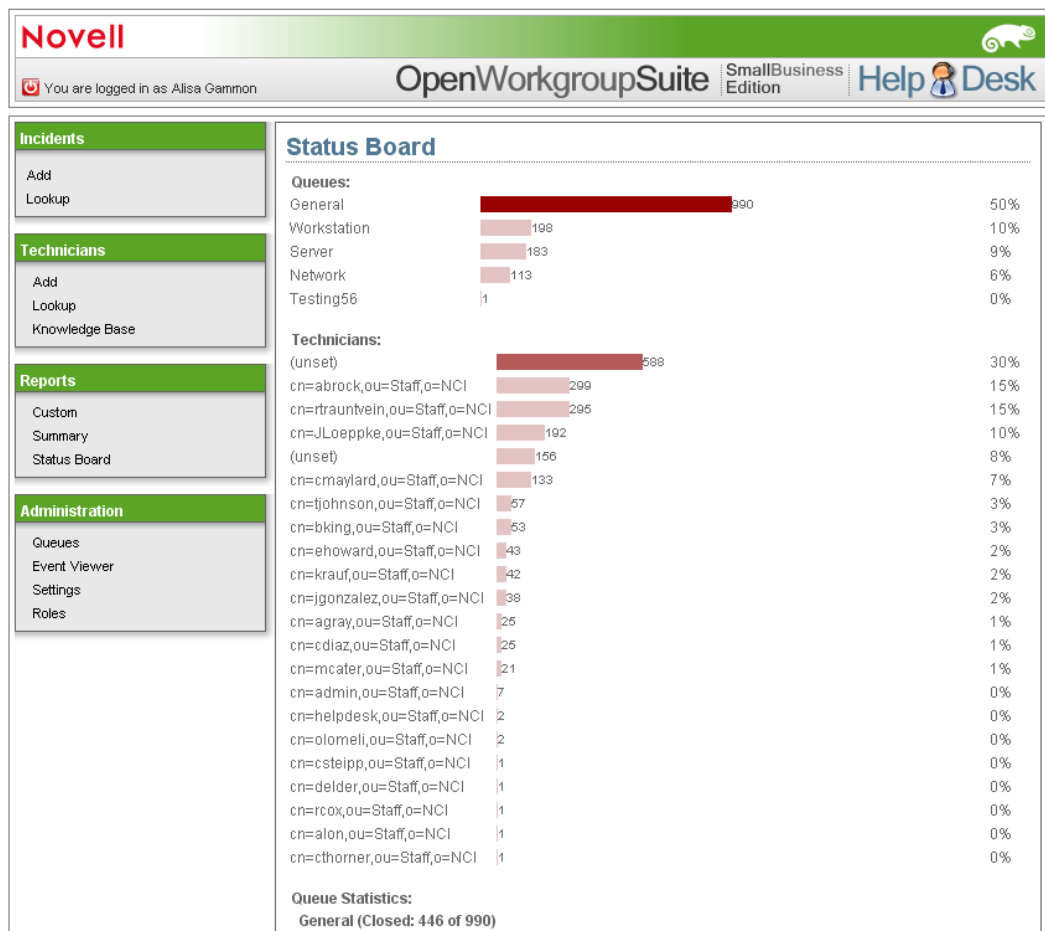 Novell
You are logged in as Alisa Gammon
OpenWorkgroupSuite SmallBusiness Edition Help Desk
Incidents
Add
Lookup
Technicians
Add
Lookup
Knowledge Base
Reports
Custom
Summary
Status Board
Administration
Queues
Event Viewer
Settings
Roles
Status Board
Queues:
General 990 50%
Workstation 198 10%
Server 183 9%
Network 113 6%
Testing56 1 0%
Technicians:
(unset) 588 30%
cn=abrock,ou=Staff,o=NCI 299 15%
cn=rtrauntvein,ou=Staff,o=NCI 295 15%
cn=JLoeppke,ou=Staff,o=NCI 192 10%
(unset) 156 8%
cn=cmaylard,ou=Staff,o=NCI 133 7%
cn=tjohnson,ou=Staff,o=NCI 57 3%
cn=bking,ou=Staff,o=NCI 53 3%
cn=ehoward,ou=Staff,o=NCI 43 2%
cn=krauf,ou=Staff,o=NCI 42 2%
cn=jgonzalez,ou=Staff,o=NCI 38 2%
cn=agray,ou=Staff,o=NCI 25 1%
cn=cdiaz,ou=Staff,o=NCI 25 1%
cn=mcater,ou=Staff,o=NCI 21 1%
cn=admin,ou=Staff,o=NCI 7 0%
cn=helpdesk,ou=Staff,o=NCI 2 0%
cn=olomeli,ou=Staff,o=NCI 2 0%
cn=csteipp,ou=Staff,o=NCI 1 0%
cn=delder,ou=Staff,o=NCI 1 0%
cn=rcox,ou=Staff,o=NCI 1 0%
cn=alon,ou=Staff,o=NCI 1 0%
cn=cthorner,ou=Staff,o=NCI 1 0%
Queue Statistics:
General (Closed: 446 of 990)